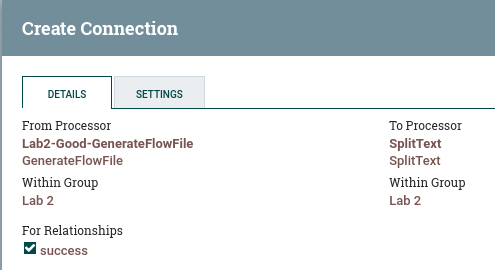 Create Connection
DETAILS
SETTINGS
From Processor
Lab2-Good-GenerateFlowFile
GenerateFlowFile
Within Group
Lab 2
For Relationships
success
To Processor
SplitText
SplitText
Within Group
Lab 2